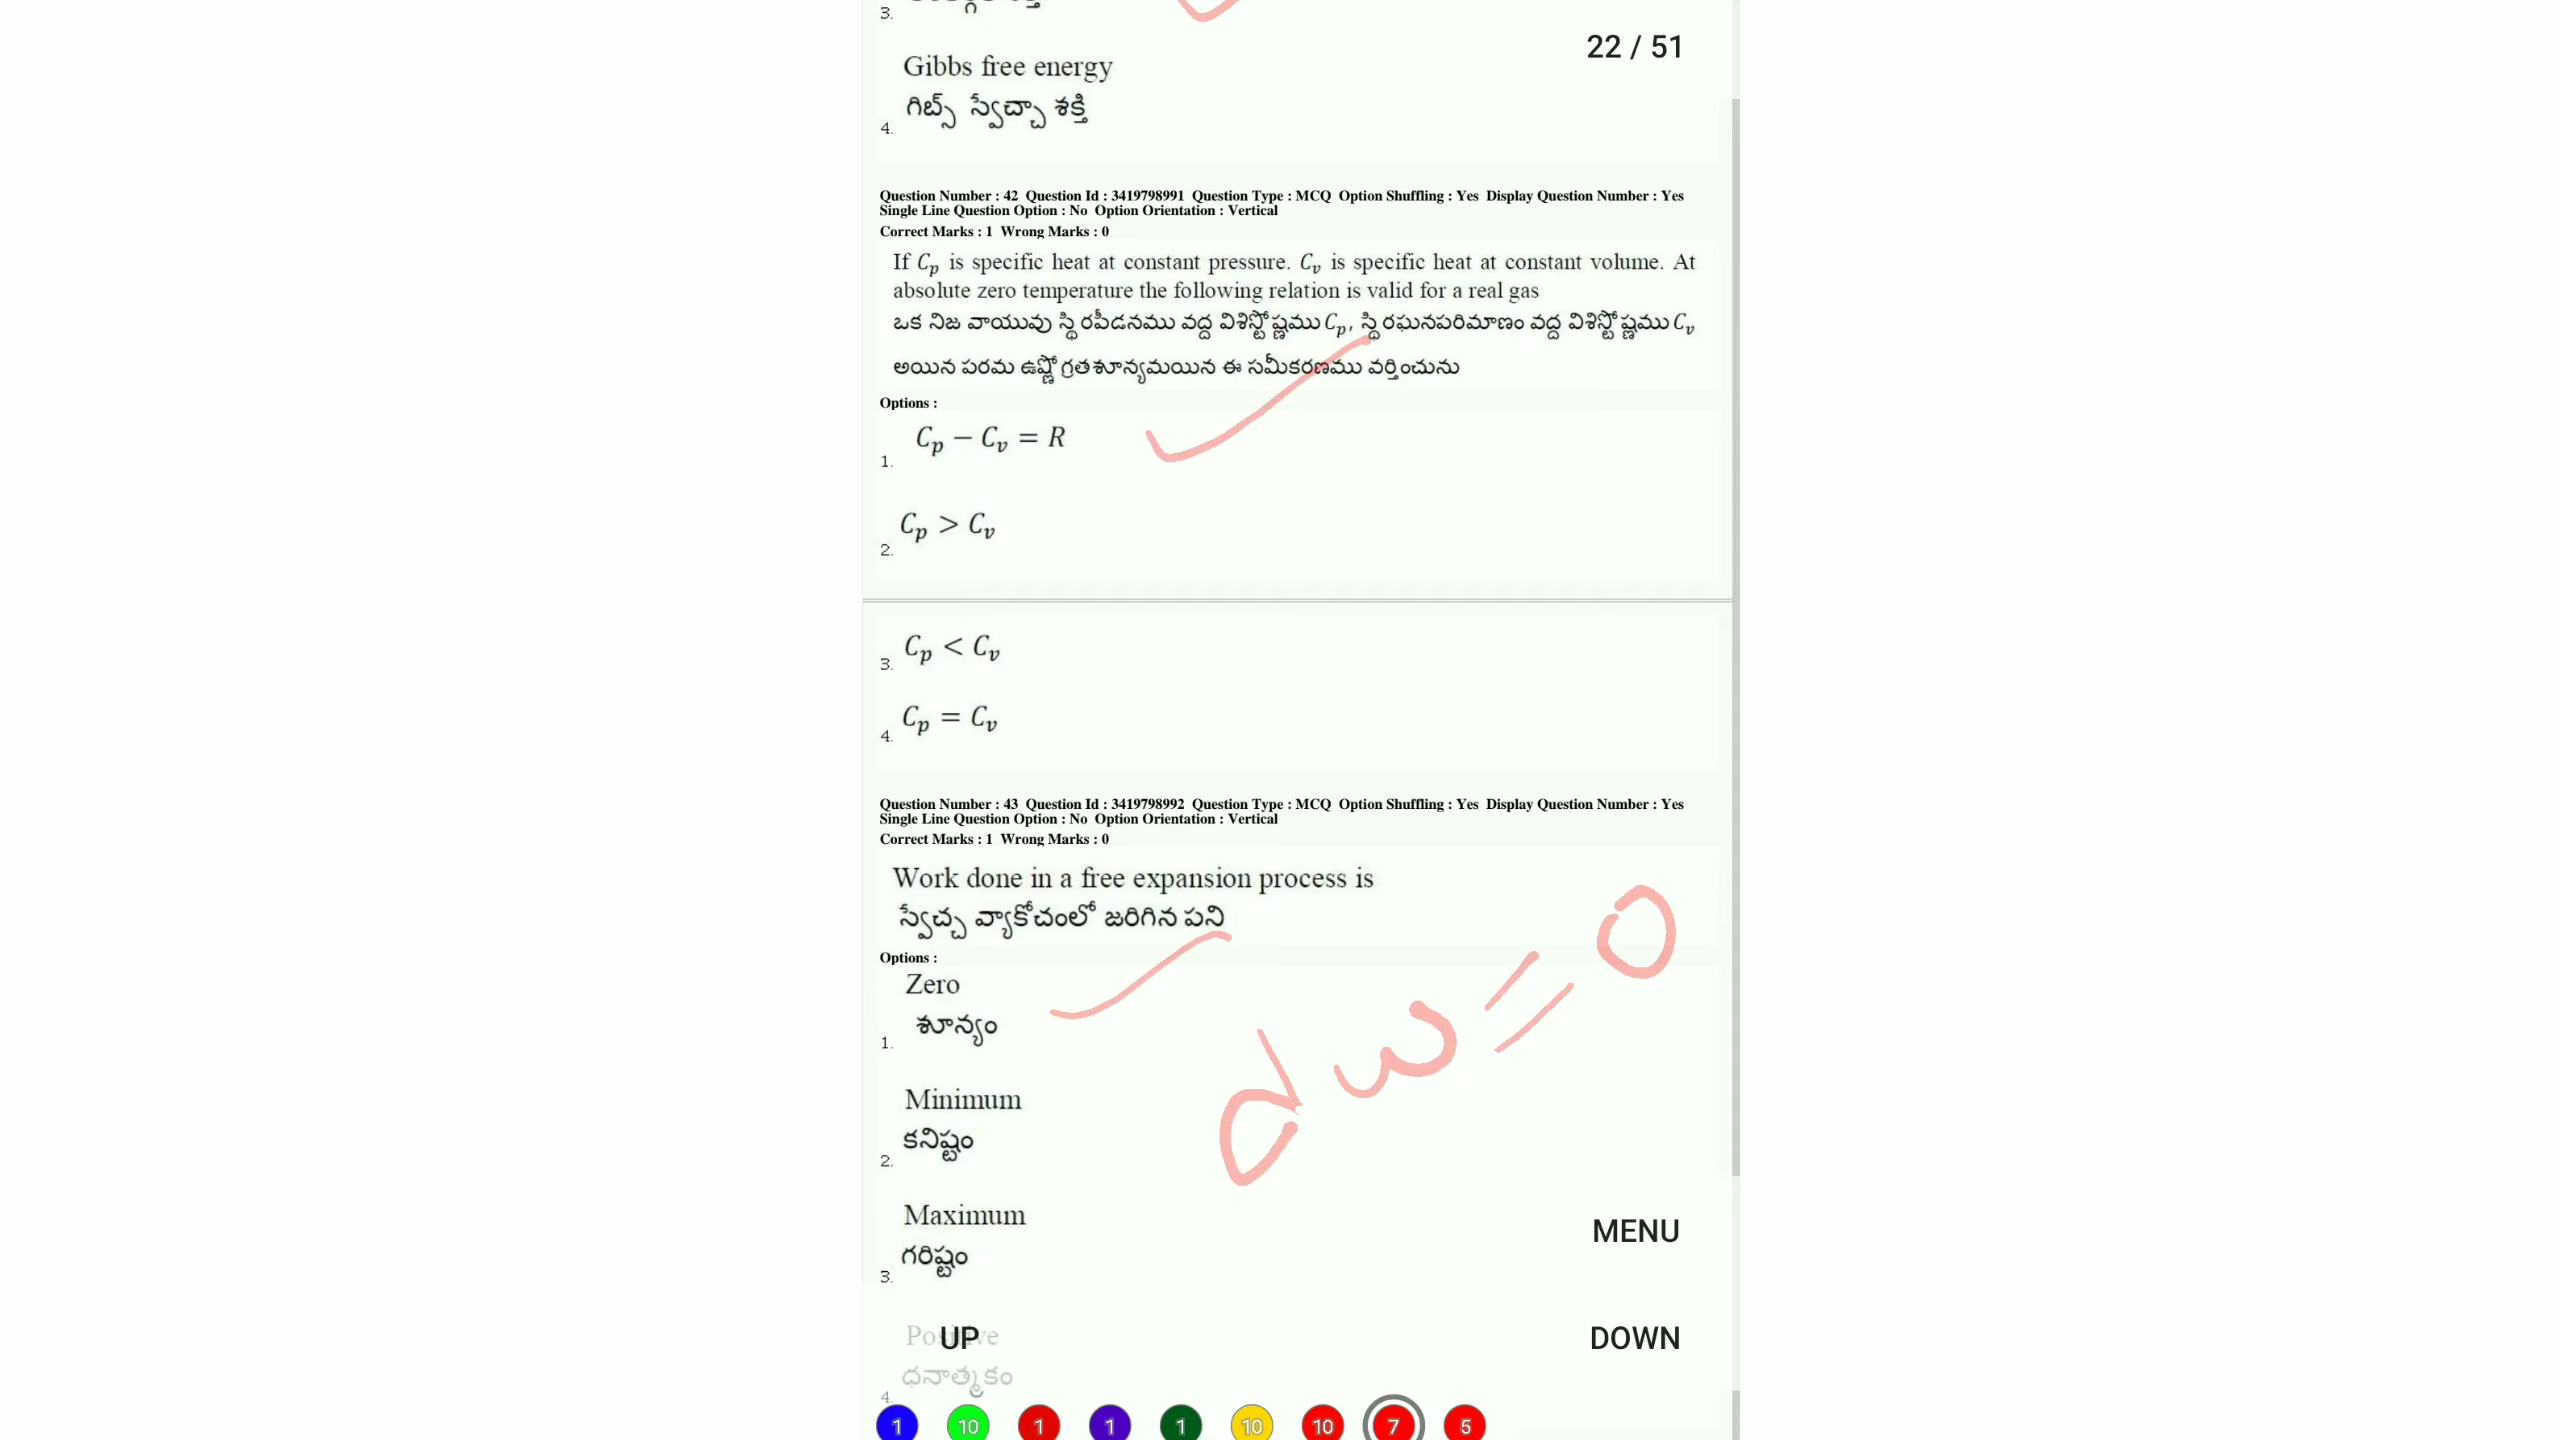 3.
22 / 51
Gibbs free energy
గిబ్స్ స్వేచ్ఛా శక్తి
4.
Question Number : 42 Question Id : 3419798991 Question Type : MCQ Option Shuffling : Yes Display Question Number : Yes
Single Line Question Option : No Option Orientation : Vertical
Correct Marks : 1 Wrong Marks : 0
If Cp is specific heat at constant pressure. Cv is specific heat at constant volume. At
absolute zero temperature the following relation is valid for a real gas
ఒక నిజ వాయువు స్థిరపీడనము వద్ద విశిష్టోష్ణము Cp, స్థిరఘనపరిమాణం వద్ద విశిష్టోష్ణము Cv
అయిన పరమ ఉష్ణోగ్రతశూన్యమయిన ఈ సమీకరణము వర్తించును
Options :
Cp − Cv = R
1.
Cp > Cv
2.
Cp < Cv
3.
Cp = Cv
4.
Question Number : 43 Question Id : 3419798992 Question Type : MCQ Option Shuffling : Yes Display Question Number : Yes
Single Line Question Option : No Option Orientation : Vertical
Correct Marks : 1 Wrong Marks : 0
Work done in a free expansion process is
స్వేచ్ఛ వ్యాకోచంలో జరిగిన పని
Options :
Zero
శూన్యం
1.
dw = 0
Minimum
కనిష్టం
2.
Maximum
గరిష్టం
3.
MENU
Positive
UP
DOWN
ధనాత్మకం
4.
1 10 1 1 1 10 10 7 5